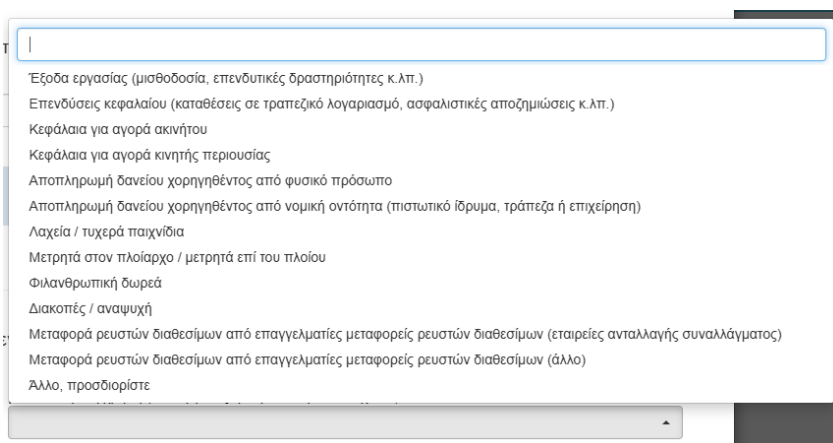 Έξοδα εργασίας (μισθοδοσία, επενδυτικές δραστηριότητες κ.λπ.)
Επενδύσεις κεφαλαίου (καταθέσεις σε τραπεζικό λογαριασμό, ασφαλιστικές αποζημιώσεις κ.λπ.)
Κεφάλαια για αγορά ακινήτου
Κεφάλαια για αγορά κινητής περιουσίας
Αποπληρωμή δανείου χορηγηθέντος από φυσικό πρόσωπο
Αποπληρωμή δανείου χορηγηθέντος από νομική οντότητα (πιστωτικό ίδρυμα, τράπεζα ή επιχείρηση)
Λαχεία / τυχερά παιχνίδια
Μετρητά στον πλοίαρχο / μετρητά επί του πλοίου
Φιλανθρωπική δωρεά
Διακοπές / αναψυχή
Μεταφορά ρευστών διαθεσίμων από επαγγελματίες μεταφορείς ρευστών διαθεσίμων (εταιρείες ανταλλαγής συναλλάγματος)
Μεταφορά ρευστών διαθεσίμων από επαγγελματίες μεταφορείς ρευστών διαθεσίμων (άλλο)
Άλλο, προσδιορίστε